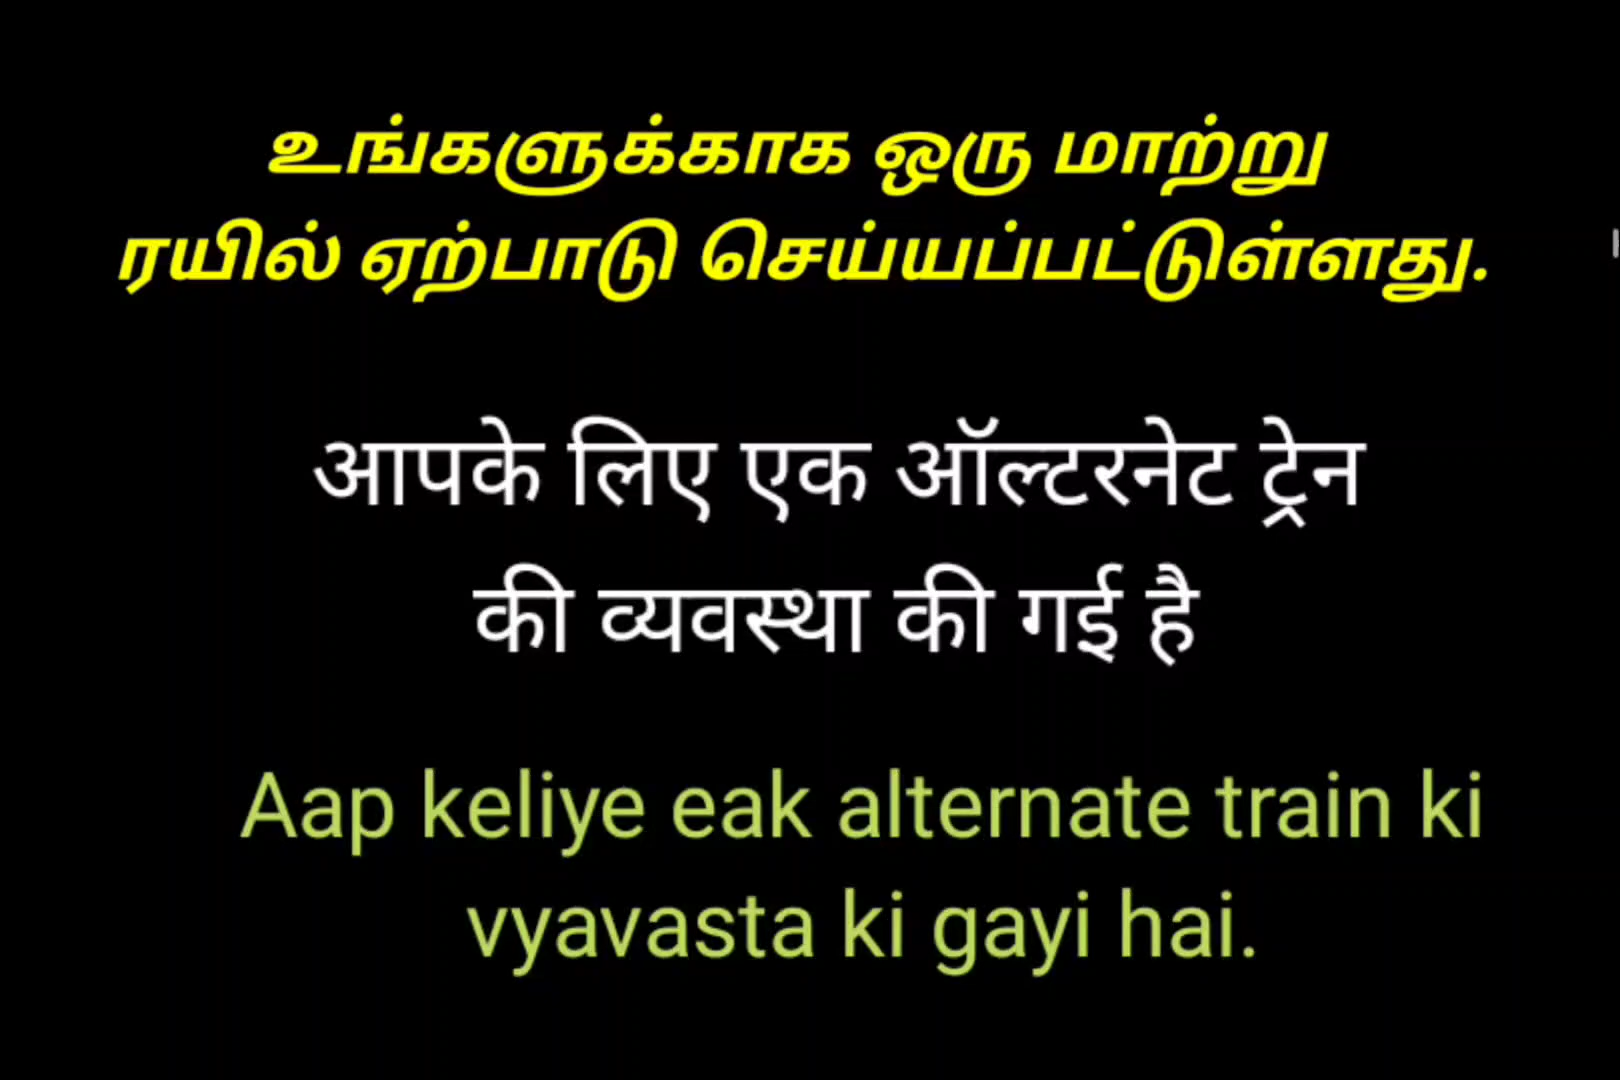 உங்களுக்காக ஒரு மாற்று
ரயில் ஏற்பாடு செய்யப்பட்டுள்ளது.
आपके लिए एक ऑल्टरनेट ट्रेन
की व्यवस्था की गई है
Aap keliye eak alternate train ki
vyavasta ki gayi hai.